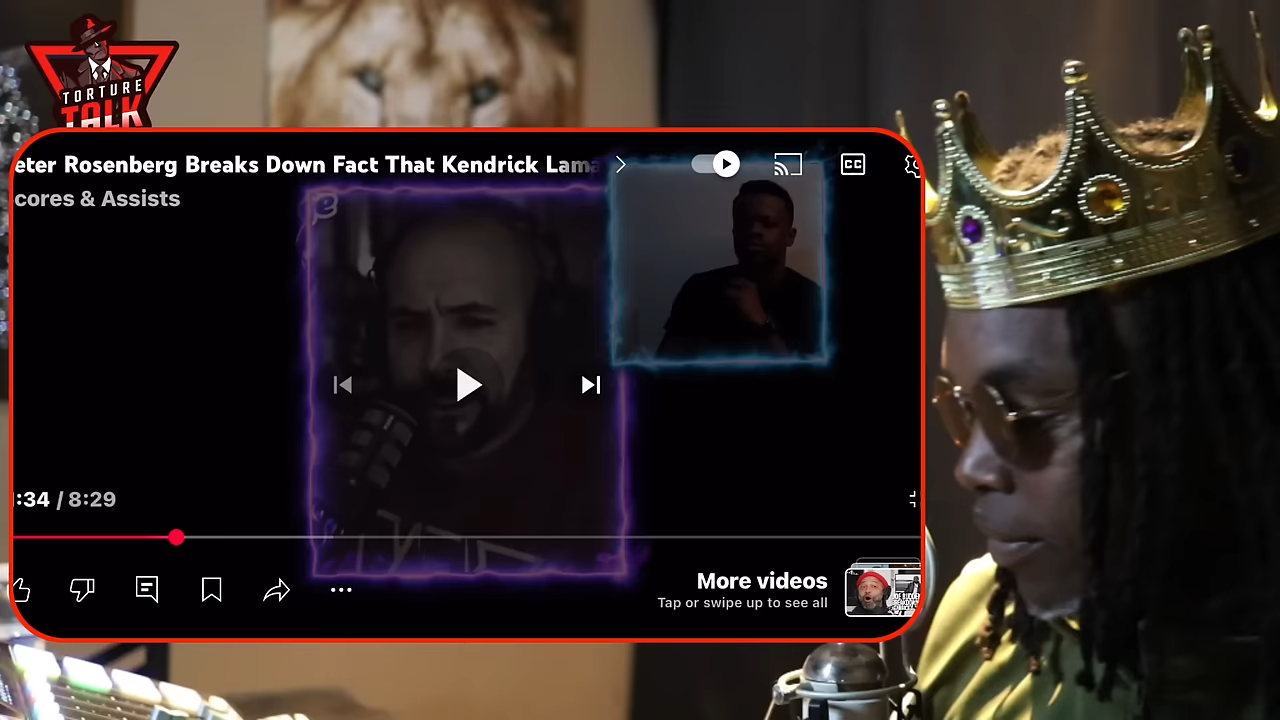 TORTURE
TALK
eter Rosenberg Breaks Down Fact That Kendrick Lama
cores & Assists
CC
:34 / 8:29
More videos
Tap or swipe up to see all